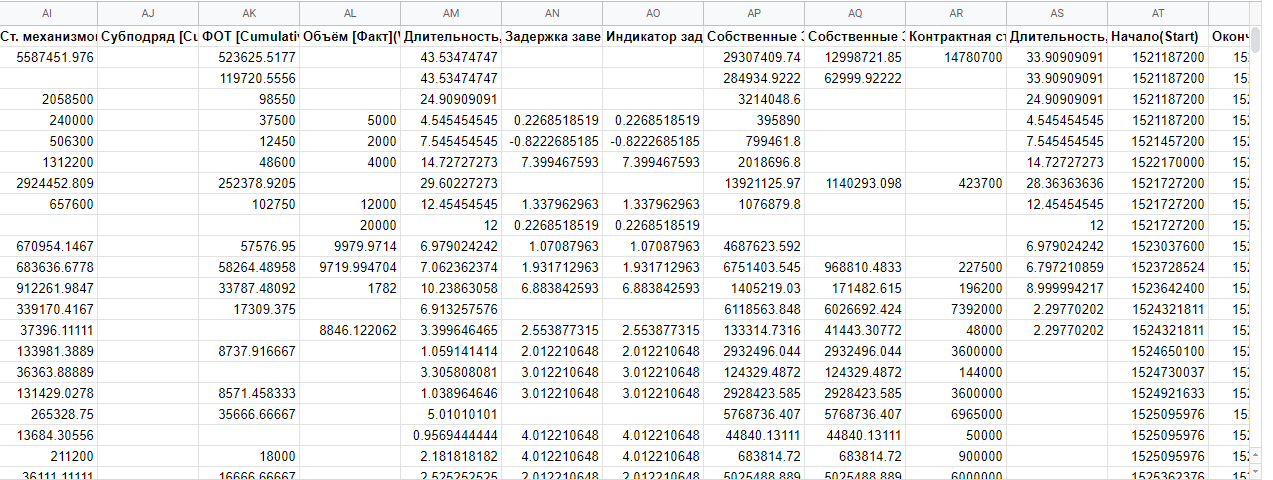 AI AJ AK AL AM AN AO AP AQ AR AS AT
Ст. механизмо Субподряд [Cu ФОТ [Cumulativ Объём [Факт](V Длительность, Задержка заве Индикатор зад Собственные З Собственные З Контрактная ст Длительность, Начало(Start) Оконч
5587451.976 523625.5177 43.53474747 29307409.74 12998721.85 14780700 33.90909091 1521187200 15
119720.5556 43.53474747 284934.9222 62999.92222 33.90909091 1521187200 15
2058500 98550 24.90909091 3214048.6 24.90909091 1521187200 152
240000 37500 5000 4.545454545 0.2268518519 0.2268518519 395890 4.545454545 1521187200 152
506300 12450 2000 7.545454545 -0.8222685185 -0.8222685185 799461.8 7.545454545 1521457200 152
1312200 48600 4000 14.72727273 7.399467593 7.399467593 2018696.8 14.72727273 1522170000 152
2924452.809 252378.9205 29.60227273 13921125.97 1140293.098 423700 28.36363636 1521727200 152
657600 102750 12000 12.45454545 1.337962963 1.337962963 1076879.8 12.45454545 1521727200 152
20000 12 0.2268518519 0.2268518519 12 1521727200 152
670954.1467 57576.95 9979.9714 6.979024242 1.07087963 1.07087963 4687623.592 6.979024242 1523037600 152
683636.6778 58264.48958 9719.994704 7.062362374 1.931712963 1.931712963 6751403.545 968810.4833 227500 6.797210859 1523728524 152
912261.9847 33787.48092 1782 10.23863058 6.883842593 6.883842593 1405219.03 171482.615 196200 8.999994217 1523642400 152
339170.4167 17309.375 6.913257576 6118563.848 6026692.424 7392000 2.29770202 1524321811 15
37396.11111 8846.122062 3.399646465 2.553877315 2.553877315 133314.7316 41443.30772 48000 2.29770202 1524321811 152
133981.3889 8737.916667 1.059141414 2.012210648 2.012210648 2932496.044 2932496.044 3600000 1524650100 152
36363.88889 3.305808081 3.012210648 3.012210648 124329.4872 124329.4872 144000 1524730037 152
131429.0278 8571.458333 1.038964646 3.012210648 3.012210648 2928423.585 2928423.585 3600000 1524921633 152
265328.75 35666.66667 5.01010101 5768736.407 5768736.407 6965000 1525095976 15
13684.30556 0.9569444444 4.012210648 4.012210648 44840.13111 44840.13111 50000 1525095976 152
211200 18000 2.181818182 4.012210648 4.012210648 683814.72 683814.72 900000 1525095976 152
36111.11111 16666.66667 2.525252525 2.012210648 2.012210648 5025488.889 5025488.889 6000000 1525362376 152